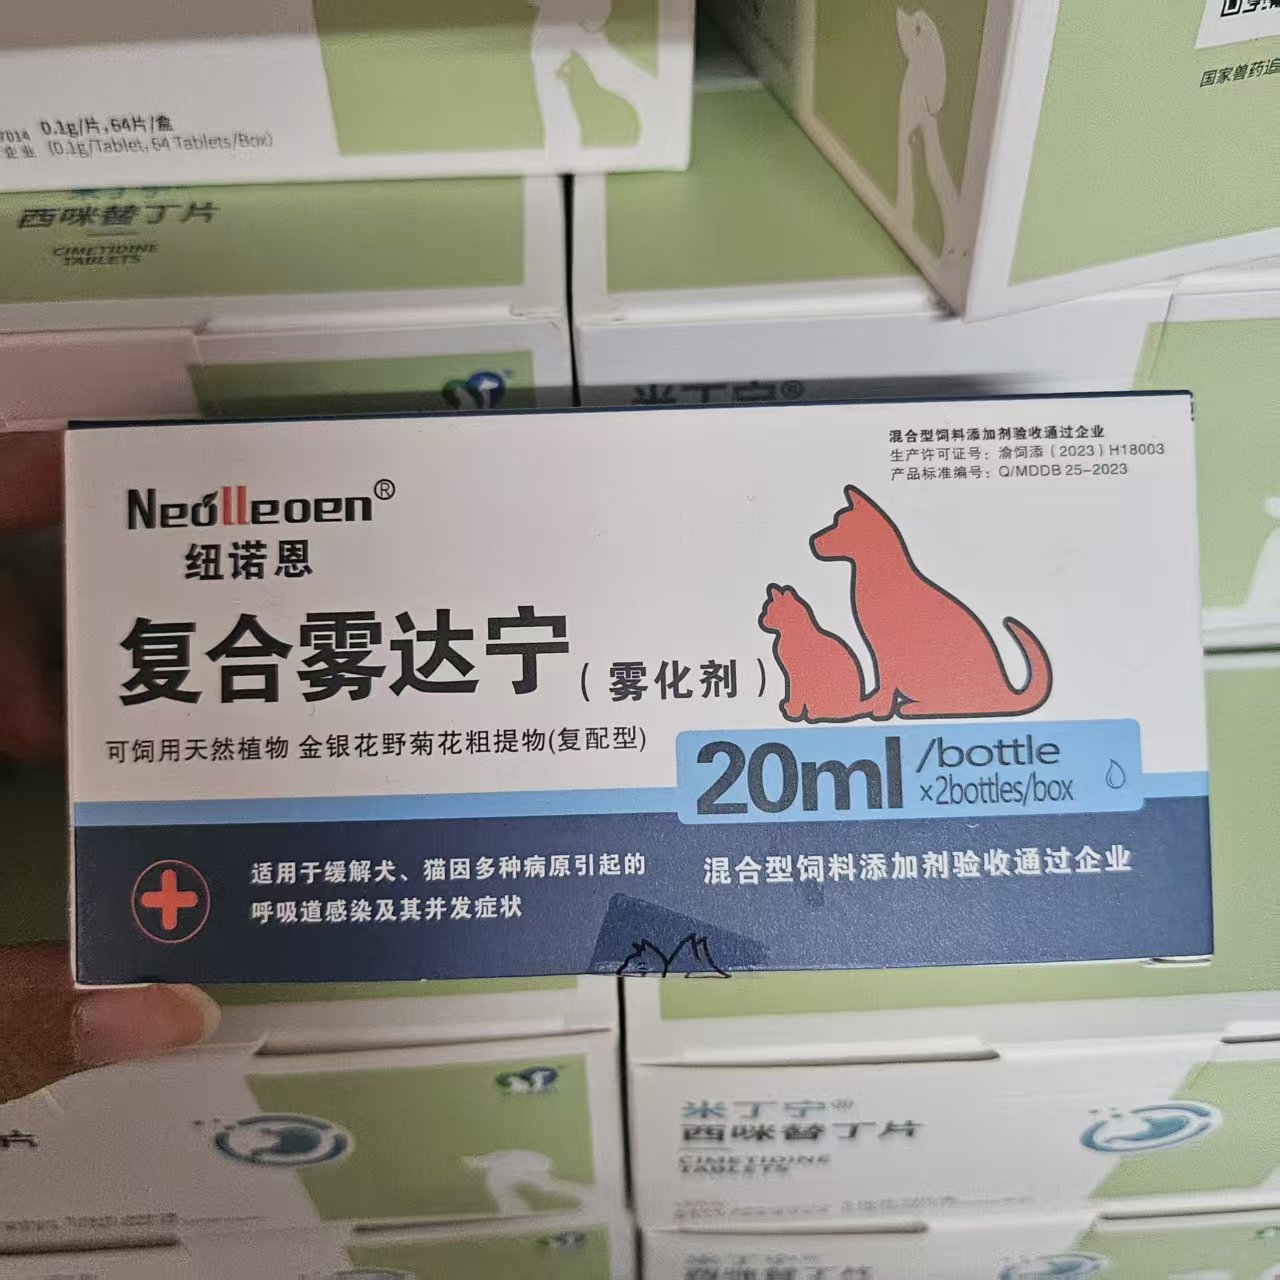 0.1g/片,64片/盒
(0.1g/Tablet, 64 Tablets/Box)
企业
西咪替丁片
CIMETIDINE
TABLETS
国家兽药追
米丁宁®
混合型饲料添加剂验收通过企业
生产许可证号：渝饲添（2023）H18003
产品标准编号：Q/MDDB 25-2023
Neolleoen®
纽诺恩
复合雾达宁（雾化剂）
可饲用天然植物 金银花野菊花粗提物(复配型)
20ml/bottle
×2bottles/box
适用于缓解犬、猫因多种病原引起的
呼吸道感染及其并发症状
混合型饲料添加剂验收通过企业
米丁宁®
西咪替丁片
CIMETIDINE
TABLETS